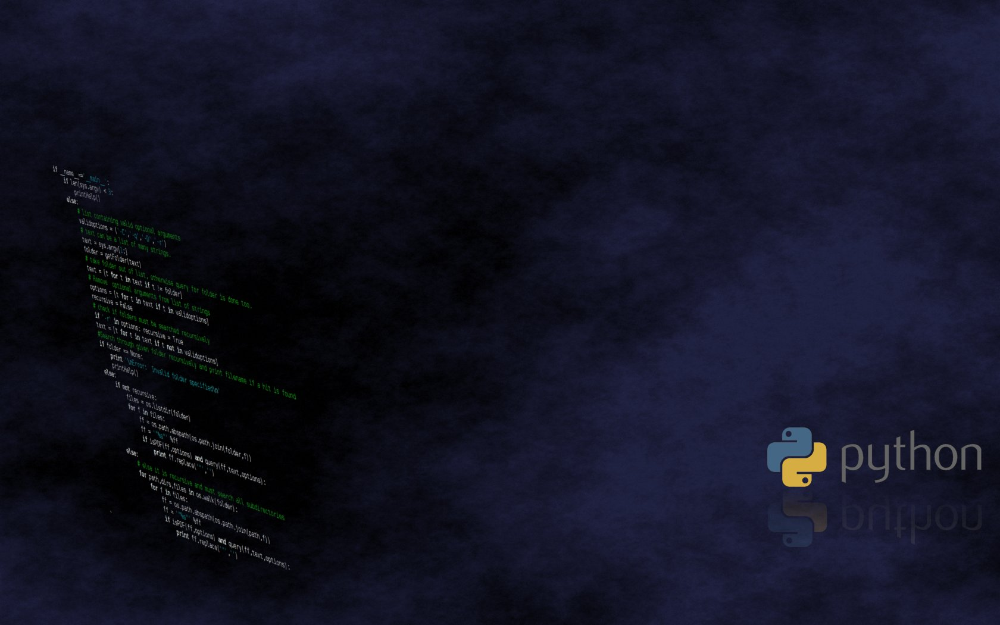 if __name__=='__main__':
if len(sys.argv) < 3:
printHelp()
else:
# list containing valid optional arguments
validoptions = ('-C','-q','-D','-r')
# text can be a list of many strings.
text = sys.argv[1:]
folder = getFolder(text)
# take folder out of list, otherwise query for folder is done too.
text = [t for t in text if t != folder]
# Remove  optional arguments from list of strings
options = [t for t in text if t in validoptions]
recursive = False
# check if folders must be searched recursively
if '-r' in options: recursive = True
text = [t for t in text if t not in validoptions]
#Search through given folder recursively and print filename if a hit is found
if folder == None:
print '\nError:  Invalid folder specified\n'
printHelp()
else:
if not recursive:
files = os.listdir(folder)
for f in files:
ff = os.path.abspath(os.path.join(folder,f))
ff = '"%s"' %ff
if isPDF(ff,options) and query(ff,text,options):
print ff.replace('"','')
else:
# else it is recursive and must search all subdirectories
for path,dirs,files in os.walk(folder):
for f in files:
ff = os.path.abspath(os.path.join(path,f))
ff = '"%s"' %ff
if isPDF(ff,options) and query(ff,text,options):
print ff.replace('"','')
python